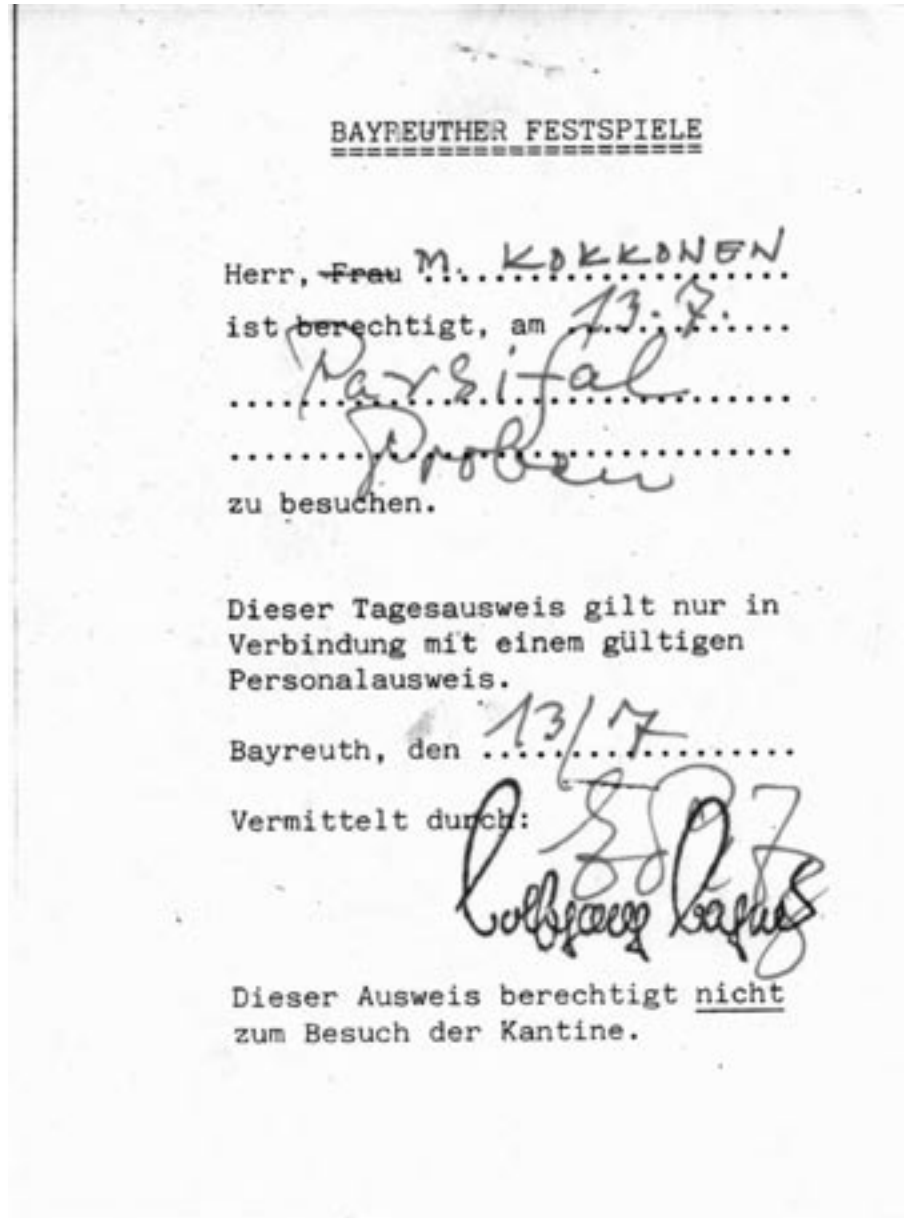 BAYREUTHER FESTSPIELE
Herr, Frau M. KOKKONEN
ist berechtigt, am 13.7.
Parsifal
Proben
zu besuchen.
Dieser Tagesausweis gilt nur in
Verbindung mit einem gültigen
Personalausweis.
Bayreuth, den 13/7
Vermittelt durch:
Wolfgang Wagner
Dieser Ausweis berechtigt nicht
zum Besuch der Kantine.